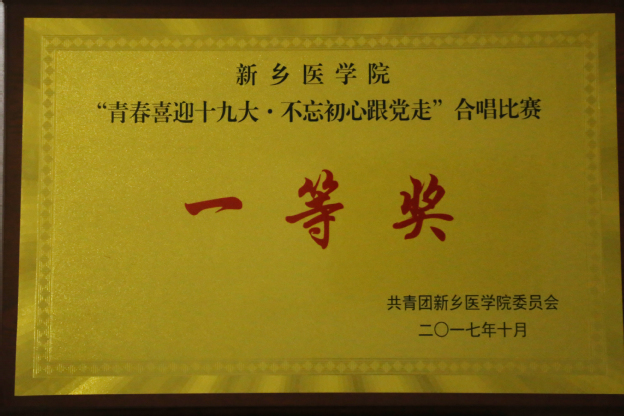 新乡医学院
“青春喜迎十九大·不忘初心跟党走”合唱比赛
一等奖
共青团新乡医学院委员会
二〇一七年十月